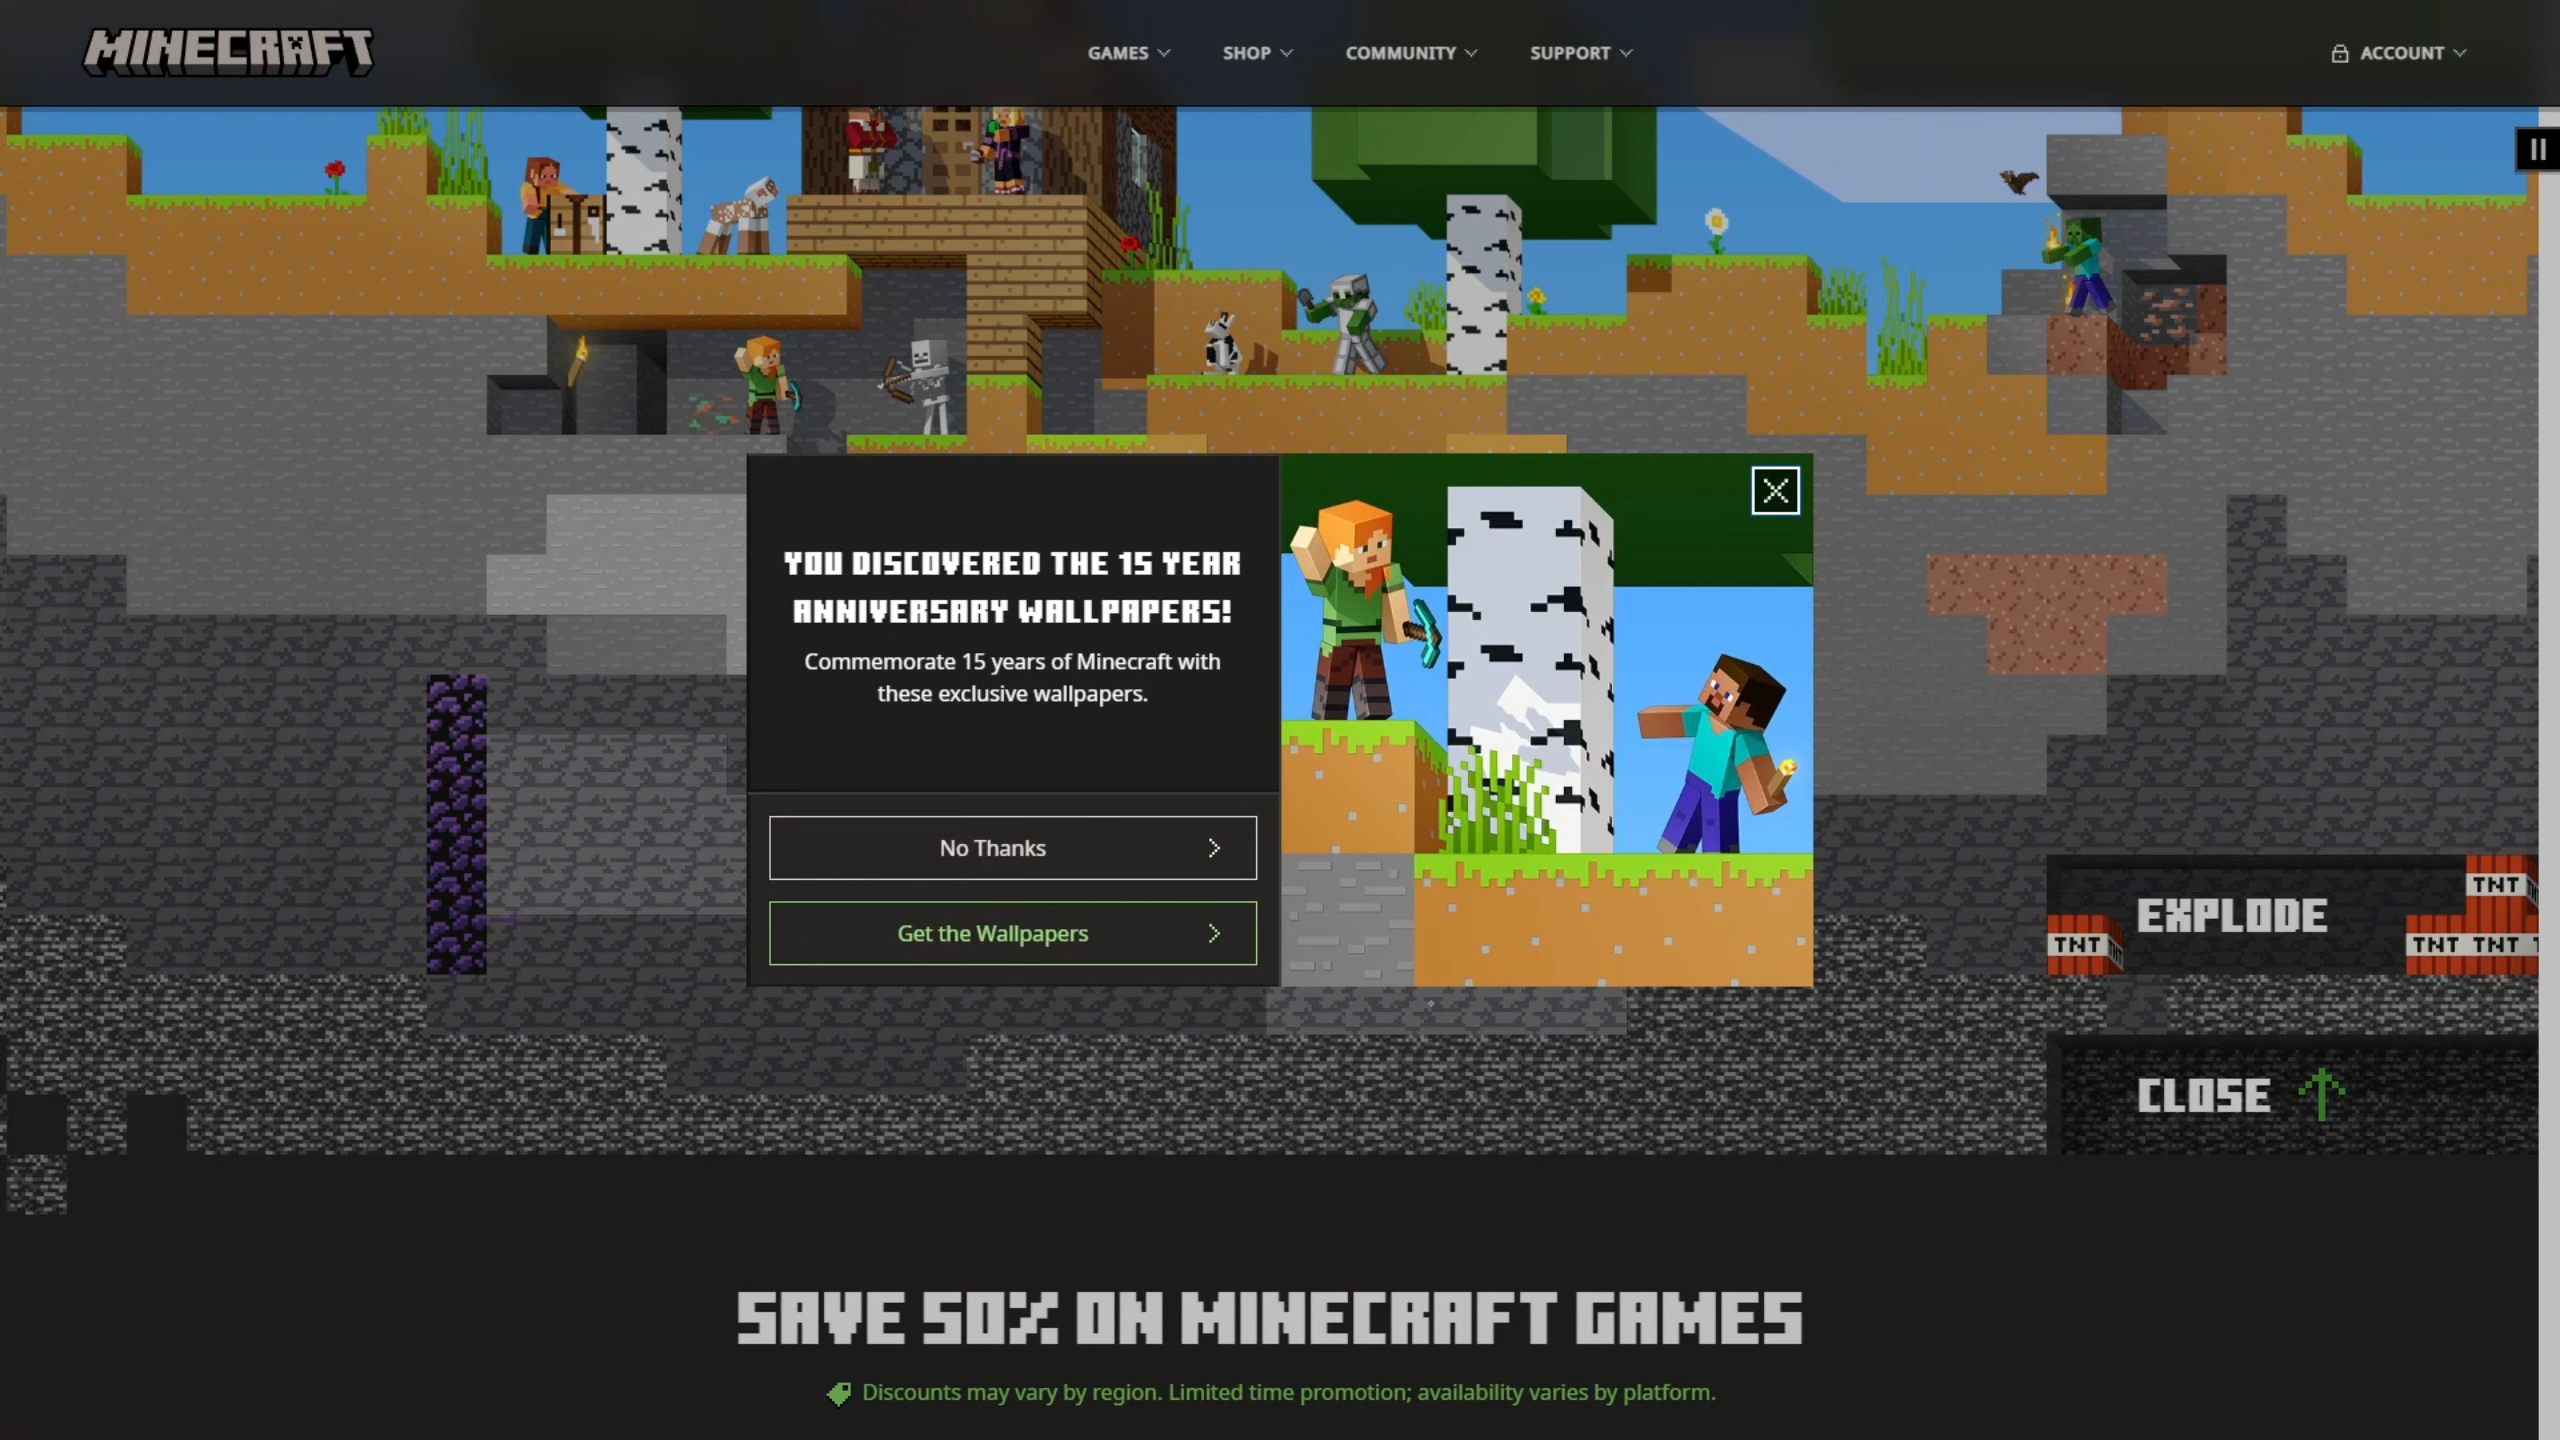 MINECRAFT
GAMES
SHOP
COMMUNITY
SUPPORT
ACCOUNT
YOU DISCOVERED THE 15 YEAR
ANNIVERSARY WALLPAPERS!
Commemorate 15 years of Minecraft with
these exclusive wallpapers.
No Thanks
Get the Wallpapers
TNT
EXPLODE
TNT
TNT TNT
CLOSE
SAVE 50% ON MINECRAFT GAMES
Discounts may vary by region. Limited time promotion; availability varies by platform.